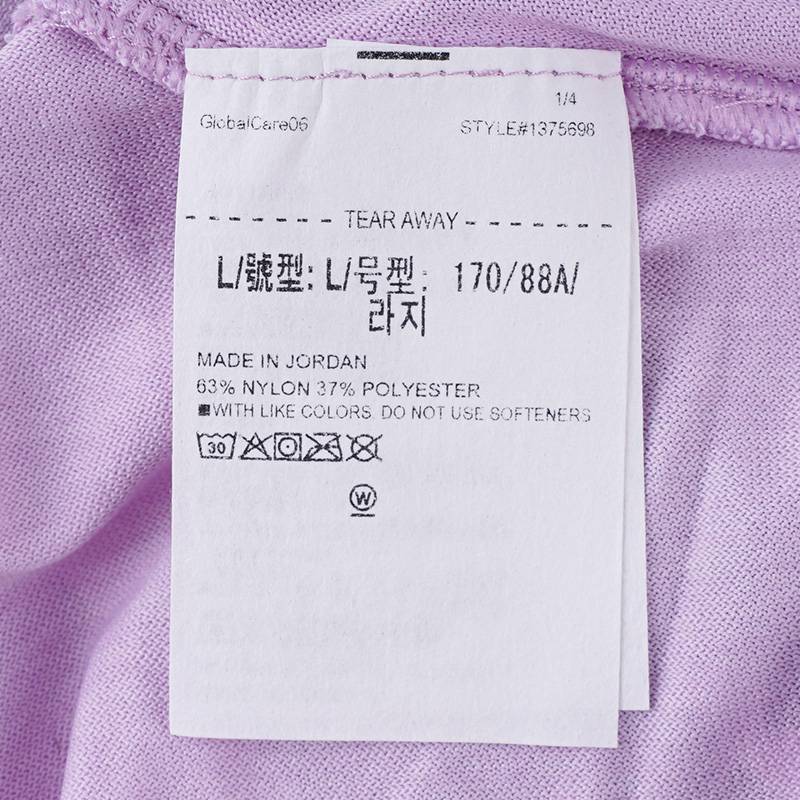 1/4
GlobalCare06 STYLE#1375698
TEAR AWAY
L/號型: L/号型: 170/88A/
라지
MADE IN JORDAN
63% NYLON 37% POLYESTER
WITH LIKE COLORS. DO NOT USE SOFTENERS
30
W